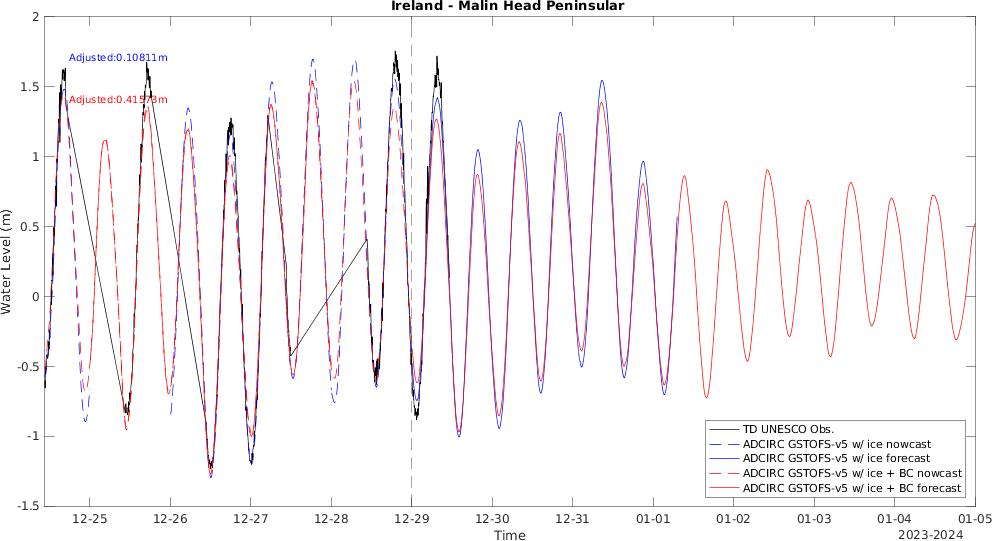 Ireland - Malin Head Peninsular
2
1.5
1
0.5
0
-0.5
-1
-1.5
Water Level (m)
Adjusted:0.10811m
Adjusted:0.41573m
TD UNESCO Obs.
ADCIRC GSTOFS-v5 w/ ice nowcast
ADCIRC GSTOFS-v5 w/ ice forecast
ADCIRC GSTOFS-v5 w/ ice + BC nowcast
ADCIRC GSTOFS-v5 w/ ice + BC forecast
12-25 12-26 12-27 12-28 12-29 12-30 12-31 01-01 01-02 01-03 01-04 01-05
Time
2023-2024